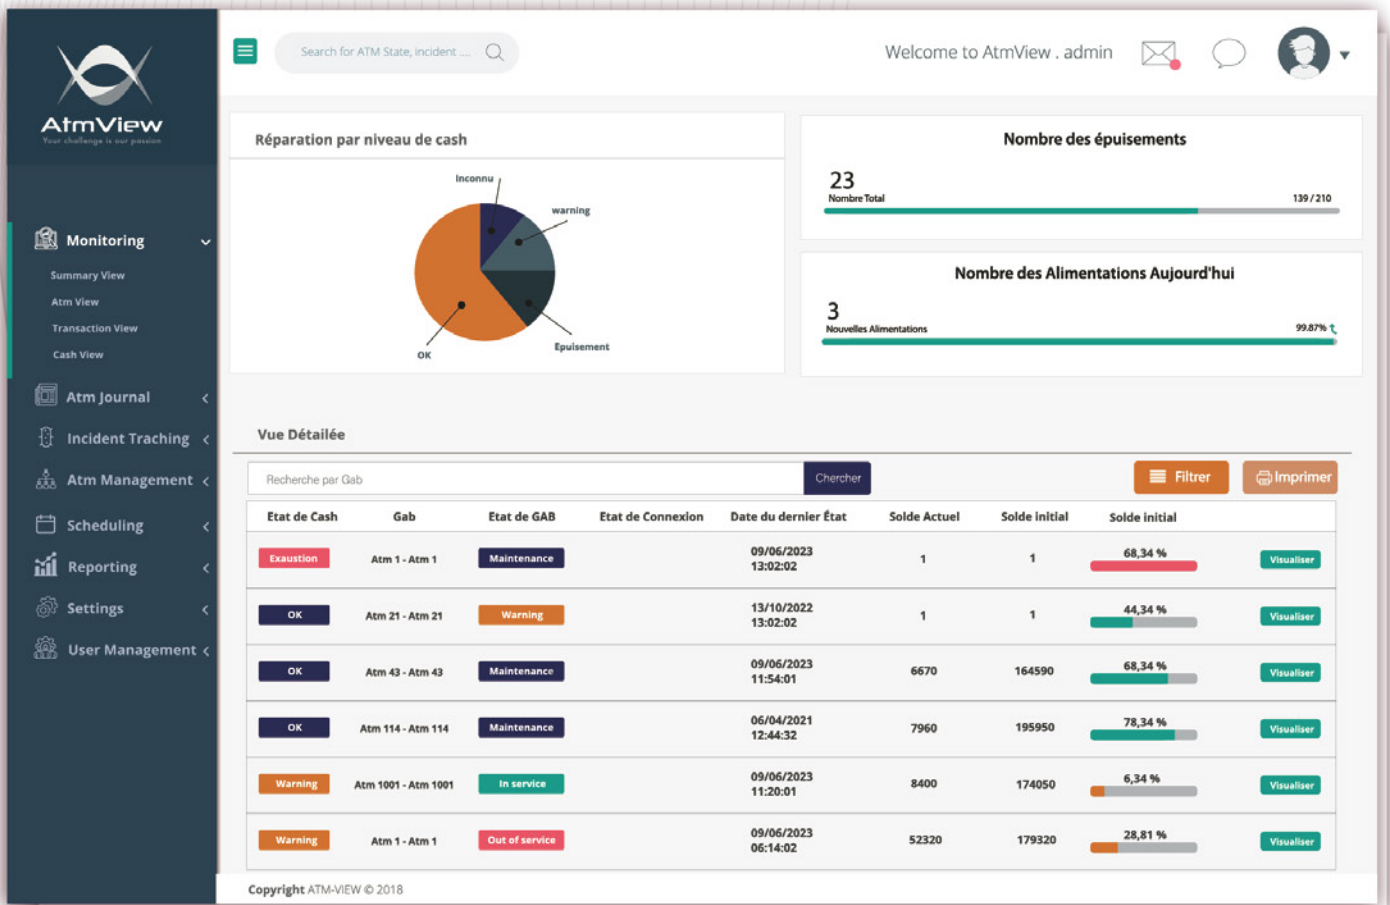 AtmView
Your challenge is our passion
Search for ATM State, incident ....
Welcome to AtmView . admin
Monitoring
Summary View
Atm View
Transaction View
Cash View
Atm Journal
Incident Traching
Atm Management
Scheduling
Reporting
Settings
User Management
Réparation par niveau de cash
Inconnu
warning
OK
Epuisement
Nombre des épuisements
23
Nombre Total
139 / 210
Nombre des Alimentations Aujourd'hui
3
Nouvelles Alimentations
99.87%
Vue Détailée
Recherche par Gab
Chercher
Filtrer
Imprimer
Etat de Cash Gab Etat de GAB Etat de Connexion Date du dernier État Solde Actuel Solde initial Solde initial
Exaustion Atm 1 - Atm 1 Maintenance 09/06/2023 13:02:02 1 1 68,34 % Visualiser
OK Atm 21 - Atm 21 Warning 13/10/2022 13:02:02 1 1 44,34 % Visualiser
OK Atm 43 - Atm 43 Maintenance 09/06/2023 11:54:01 6670 164590 68,34 % Visualiser
OK Atm 114 - Atm 114 Maintenance 06/04/2021 12:44:32 7960 195950 78,34 % Visualiser
Warning Atm 1001 - Atm 1001 In service 09/06/2023 11:20:01 8400 174050 6,34 % Visualiser
Warning Atm 1 - Atm 1 Out of service 09/06/2023 06:14:02 52320 179320 28,81 % Visualiser
Copyright ATM-VIEW © 2018